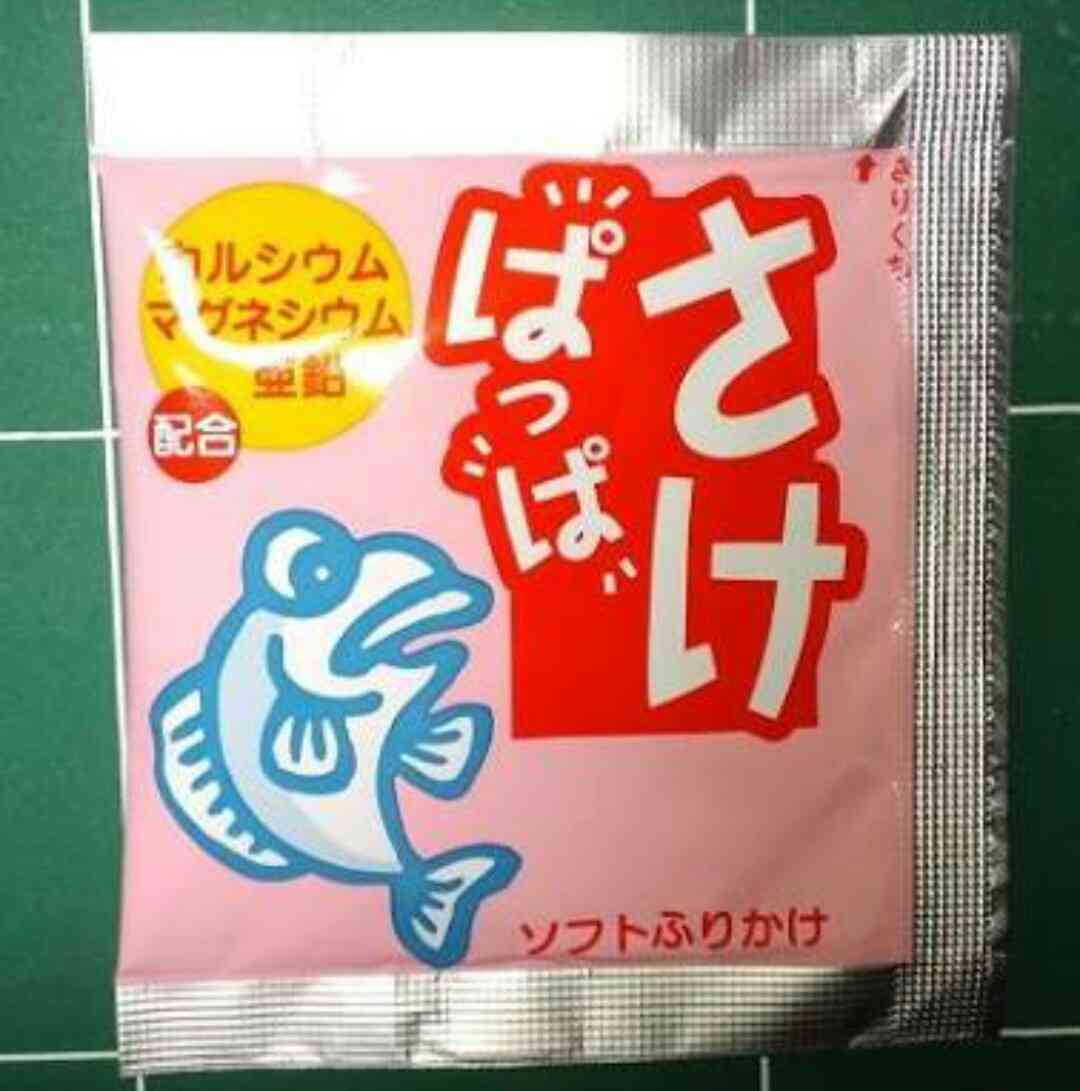 さけ
ぱっぱ
カルシウム
マグネシウム
亜鉛
配合
きりくち
ソフトふりかけ